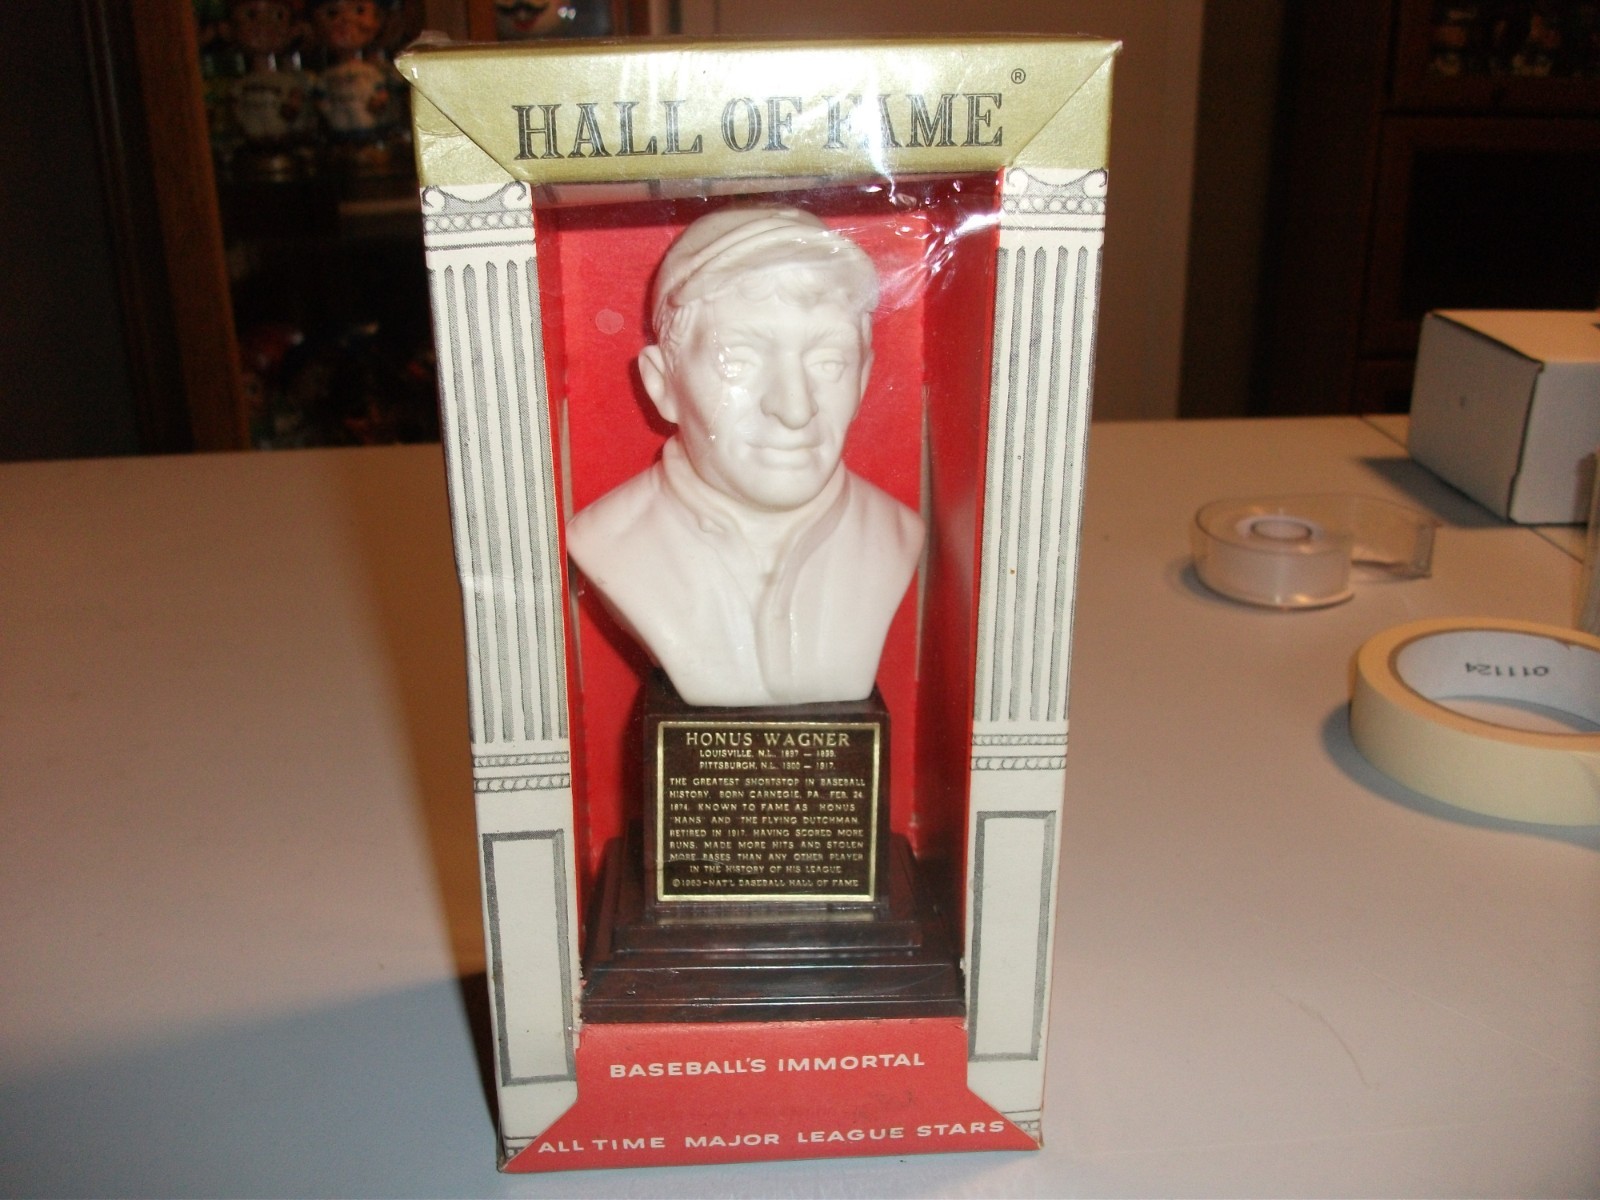 HALL OF FAME ®
HONUS WAGNER
LOUISVILLE, N.L., 1897 — 1899.
PITTSBURGH, N.L. 1900 — 1917.
THE GREATEST SHORTSTOP IN BASEBALL
HISTORY. BORN CARNEGIE, PA. FEB. 24,
1874. KNOWN TO FAME AS "HONUS"
"HANS" AND "THE FLYING DUTCHMAN."
RETIRED IN 1917, HAVING SCORED MORE
RUNS, MADE MORE HITS AND STOLEN
MORE BASES THAN ANY OTHER PLAYER
IN THE HISTORY OF HIS LEAGUE
©1963-NAT'L BASEBALL HALL OF FAME
BASEBALL'S IMMORTAL
ALL TIME MAJOR LEAGUE STARS
011124